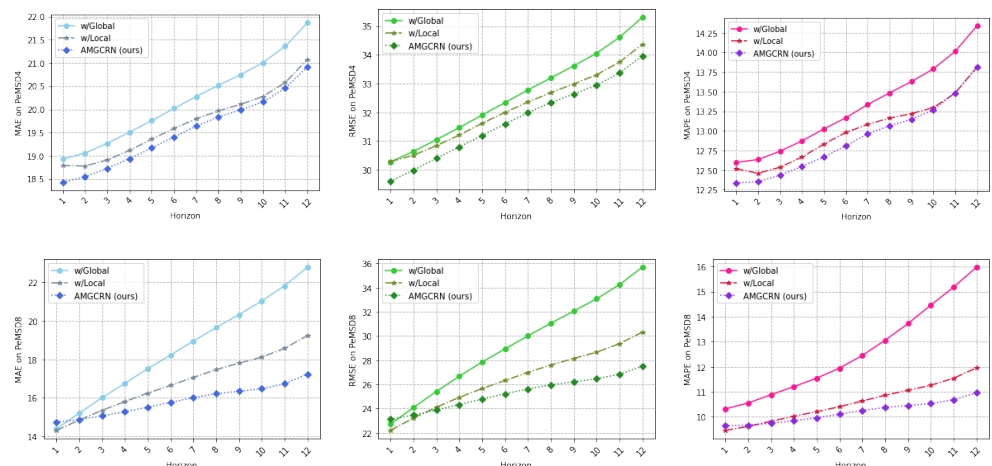 MAE on PeMSD4
22.0
21.5
21.0
20.5
20.0
19.5
19.0
18.5
w/Global
w/Local
AMGCRN (ours)
1 2 3 4 5 6 7 8 9 10 11 12
Horizon
RMSE on PeMSD4
35
34
33
32
31
30
w/Global
w/Local
AMGCRN (ours)
1 2 3 4 5 6 7 8 9 10 11 12
Horizon
MAPE on PeMSD4
14.25
14.00
13.75
13.50
13.25
13.00
12.75
12.50
12.25
w/Global
w/Local
AMGCRN (ours)
1 2 3 4 5 6 7 8 9 10 11 12
Horizon
MAE on PeMSD8
22
20
18
16
14
w/Global
w/Local
AMGCRN (ours)
1 2 3 4 5 6 7 8 9 10 11 12
Horizon
RMSE on PeMSD8
36
34
32
30
28
26
24
22
w/Global
w/Local
AMGCRN (ours)
1 2 3 4 5 6 7 8 9 10 11 12
Horizon
MAPE on PeMSD8
16
15
14
13
12
11
10
w/Global
w/Local
AMGCRN (ours)
1 2 3 4 5 6 7 8 9 10 11 12
Horizon